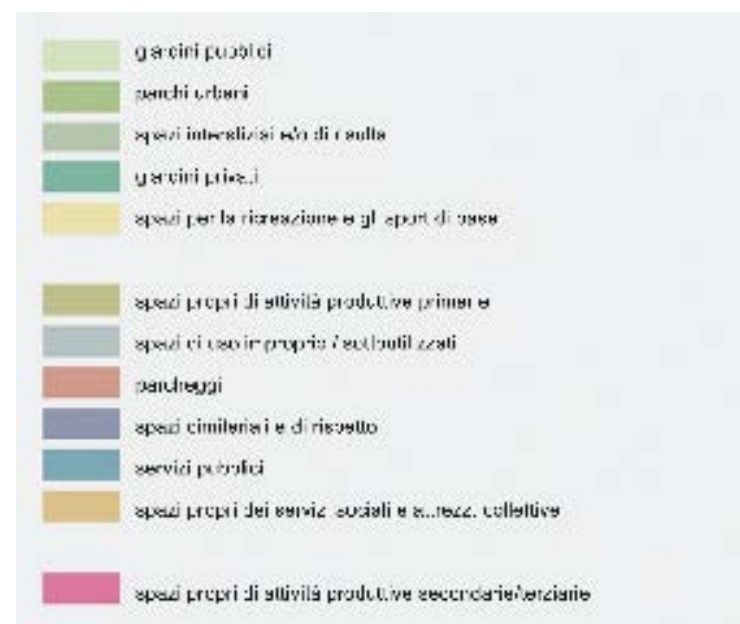 giardini pubblici
parchi urbani
spazi interstiziali e/o di risulta
giardini privati
spazi per la ricreazione e gli sport di base
spazi propri di attività produttive primarie
spazi di uso improprio / sottoutilizzati
parcheggi
spazi cimiteriali e di rispetto
servizi pubblici
spazi propri dei servizi sociali e attrezz. collettive
spazi propri di attività produttive secondarie/terziarie